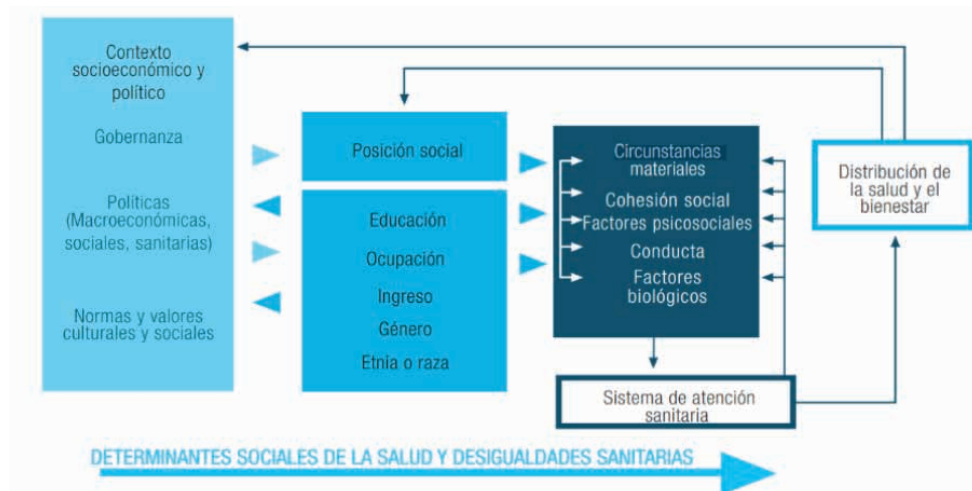 Contexto
socioeconómico y
político
Gobernanza
Políticas
(Macroeconómicas,
sociales, sanitarias)
Normas y valores
culturales y sociales
Posición social
Educación
Ocupación
Ingreso
Género
Etnia o raza
Circunstancias
materiales
Cohesión social
Factores psicosociales
Conducta
Factores
biológicos
Sistema de atención
sanitaria
Distribución de
la salud y el
bienestar
DETERMINANTES SOCIALES DE LA SALUD Y DESIGUALDADES SANITARIAS